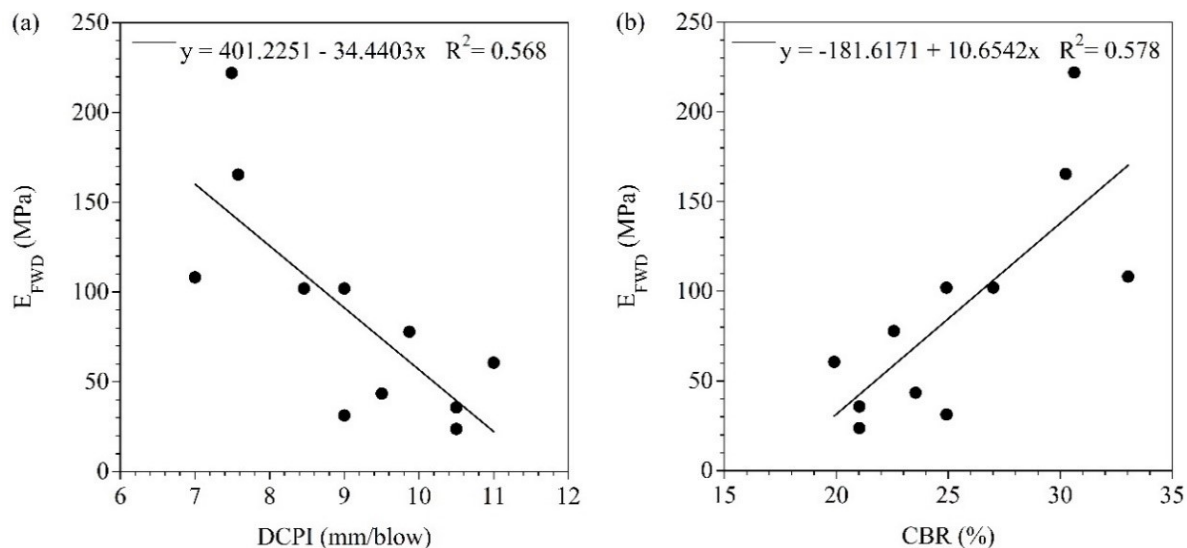 (a)
y = 401.2251 - 34.4403x R²= 0.568
250
200
150
100
50
0
E_FWD (MPa)
6 7 8 9 10 11 12
DCPI (mm/blow)
(b)
y = -181.6171 + 10.6542x R²= 0.578
250
200
150
100
50
0
E_FWD (MPa)
15 20 25 30 35
CBR (%)